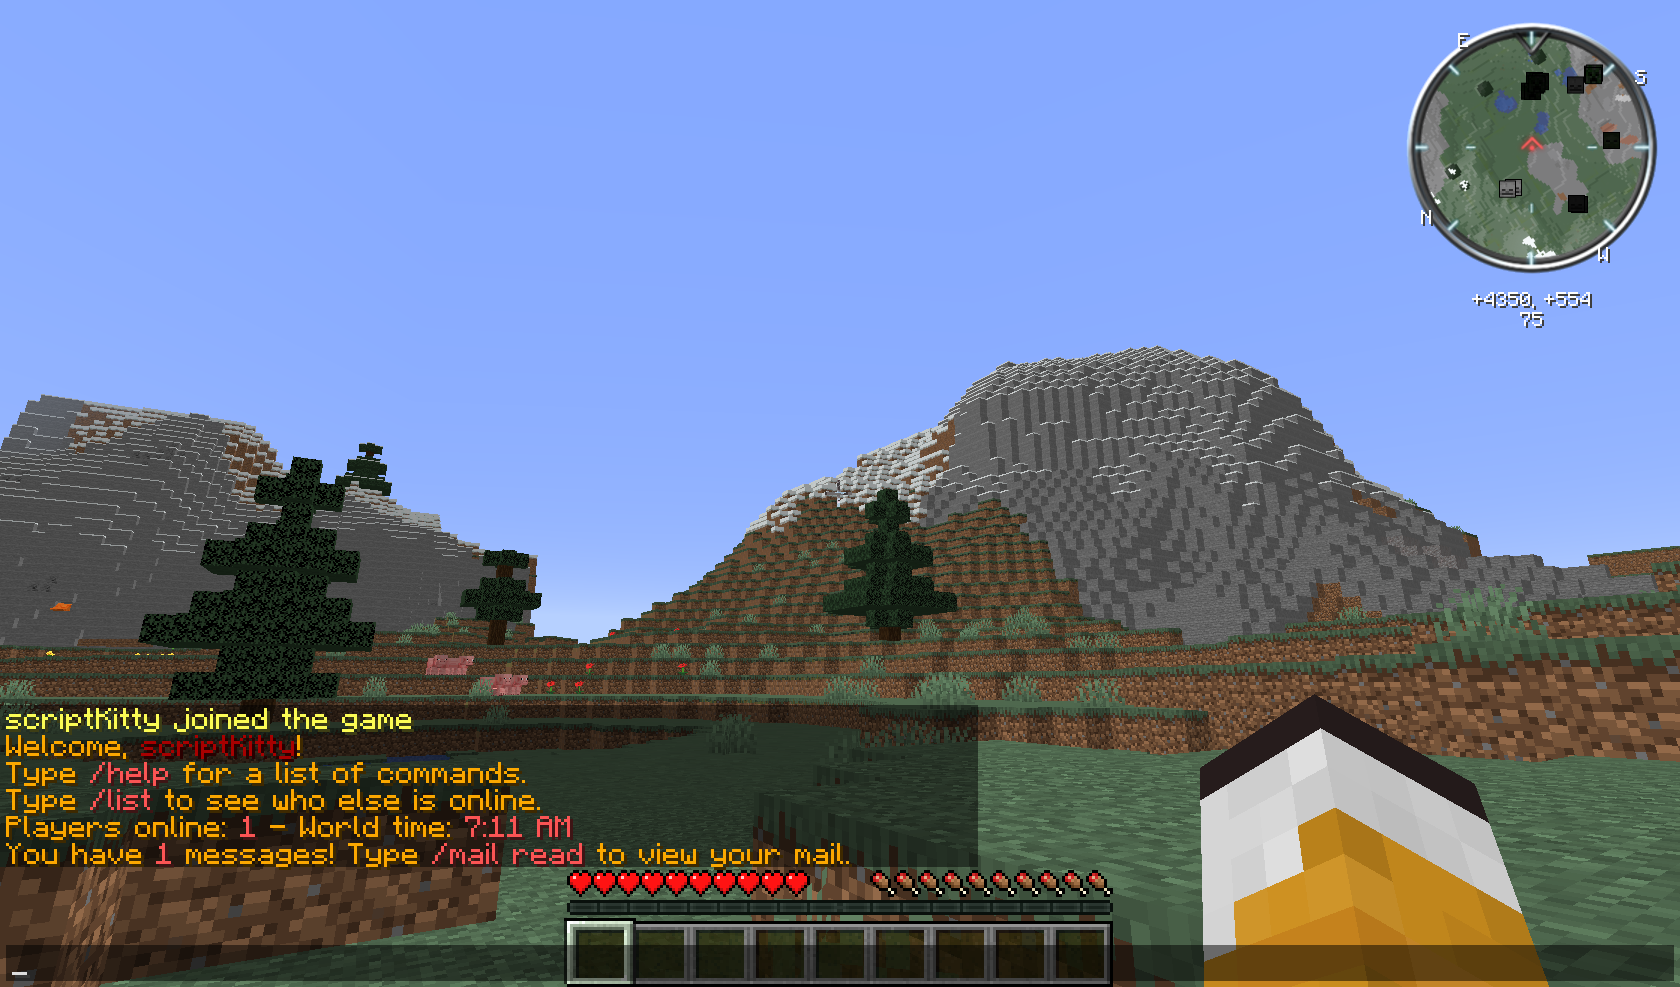 E
S
N
W
+4350, +554
75
scriptKitty joined the game
Welcome, scriptKitty!
Type /help for a list of commands.
Type /list to see who else is online.
Players online: 1 – World time: 7:11 AM
You have 1 messages! Type /mail read to view your mail.
_